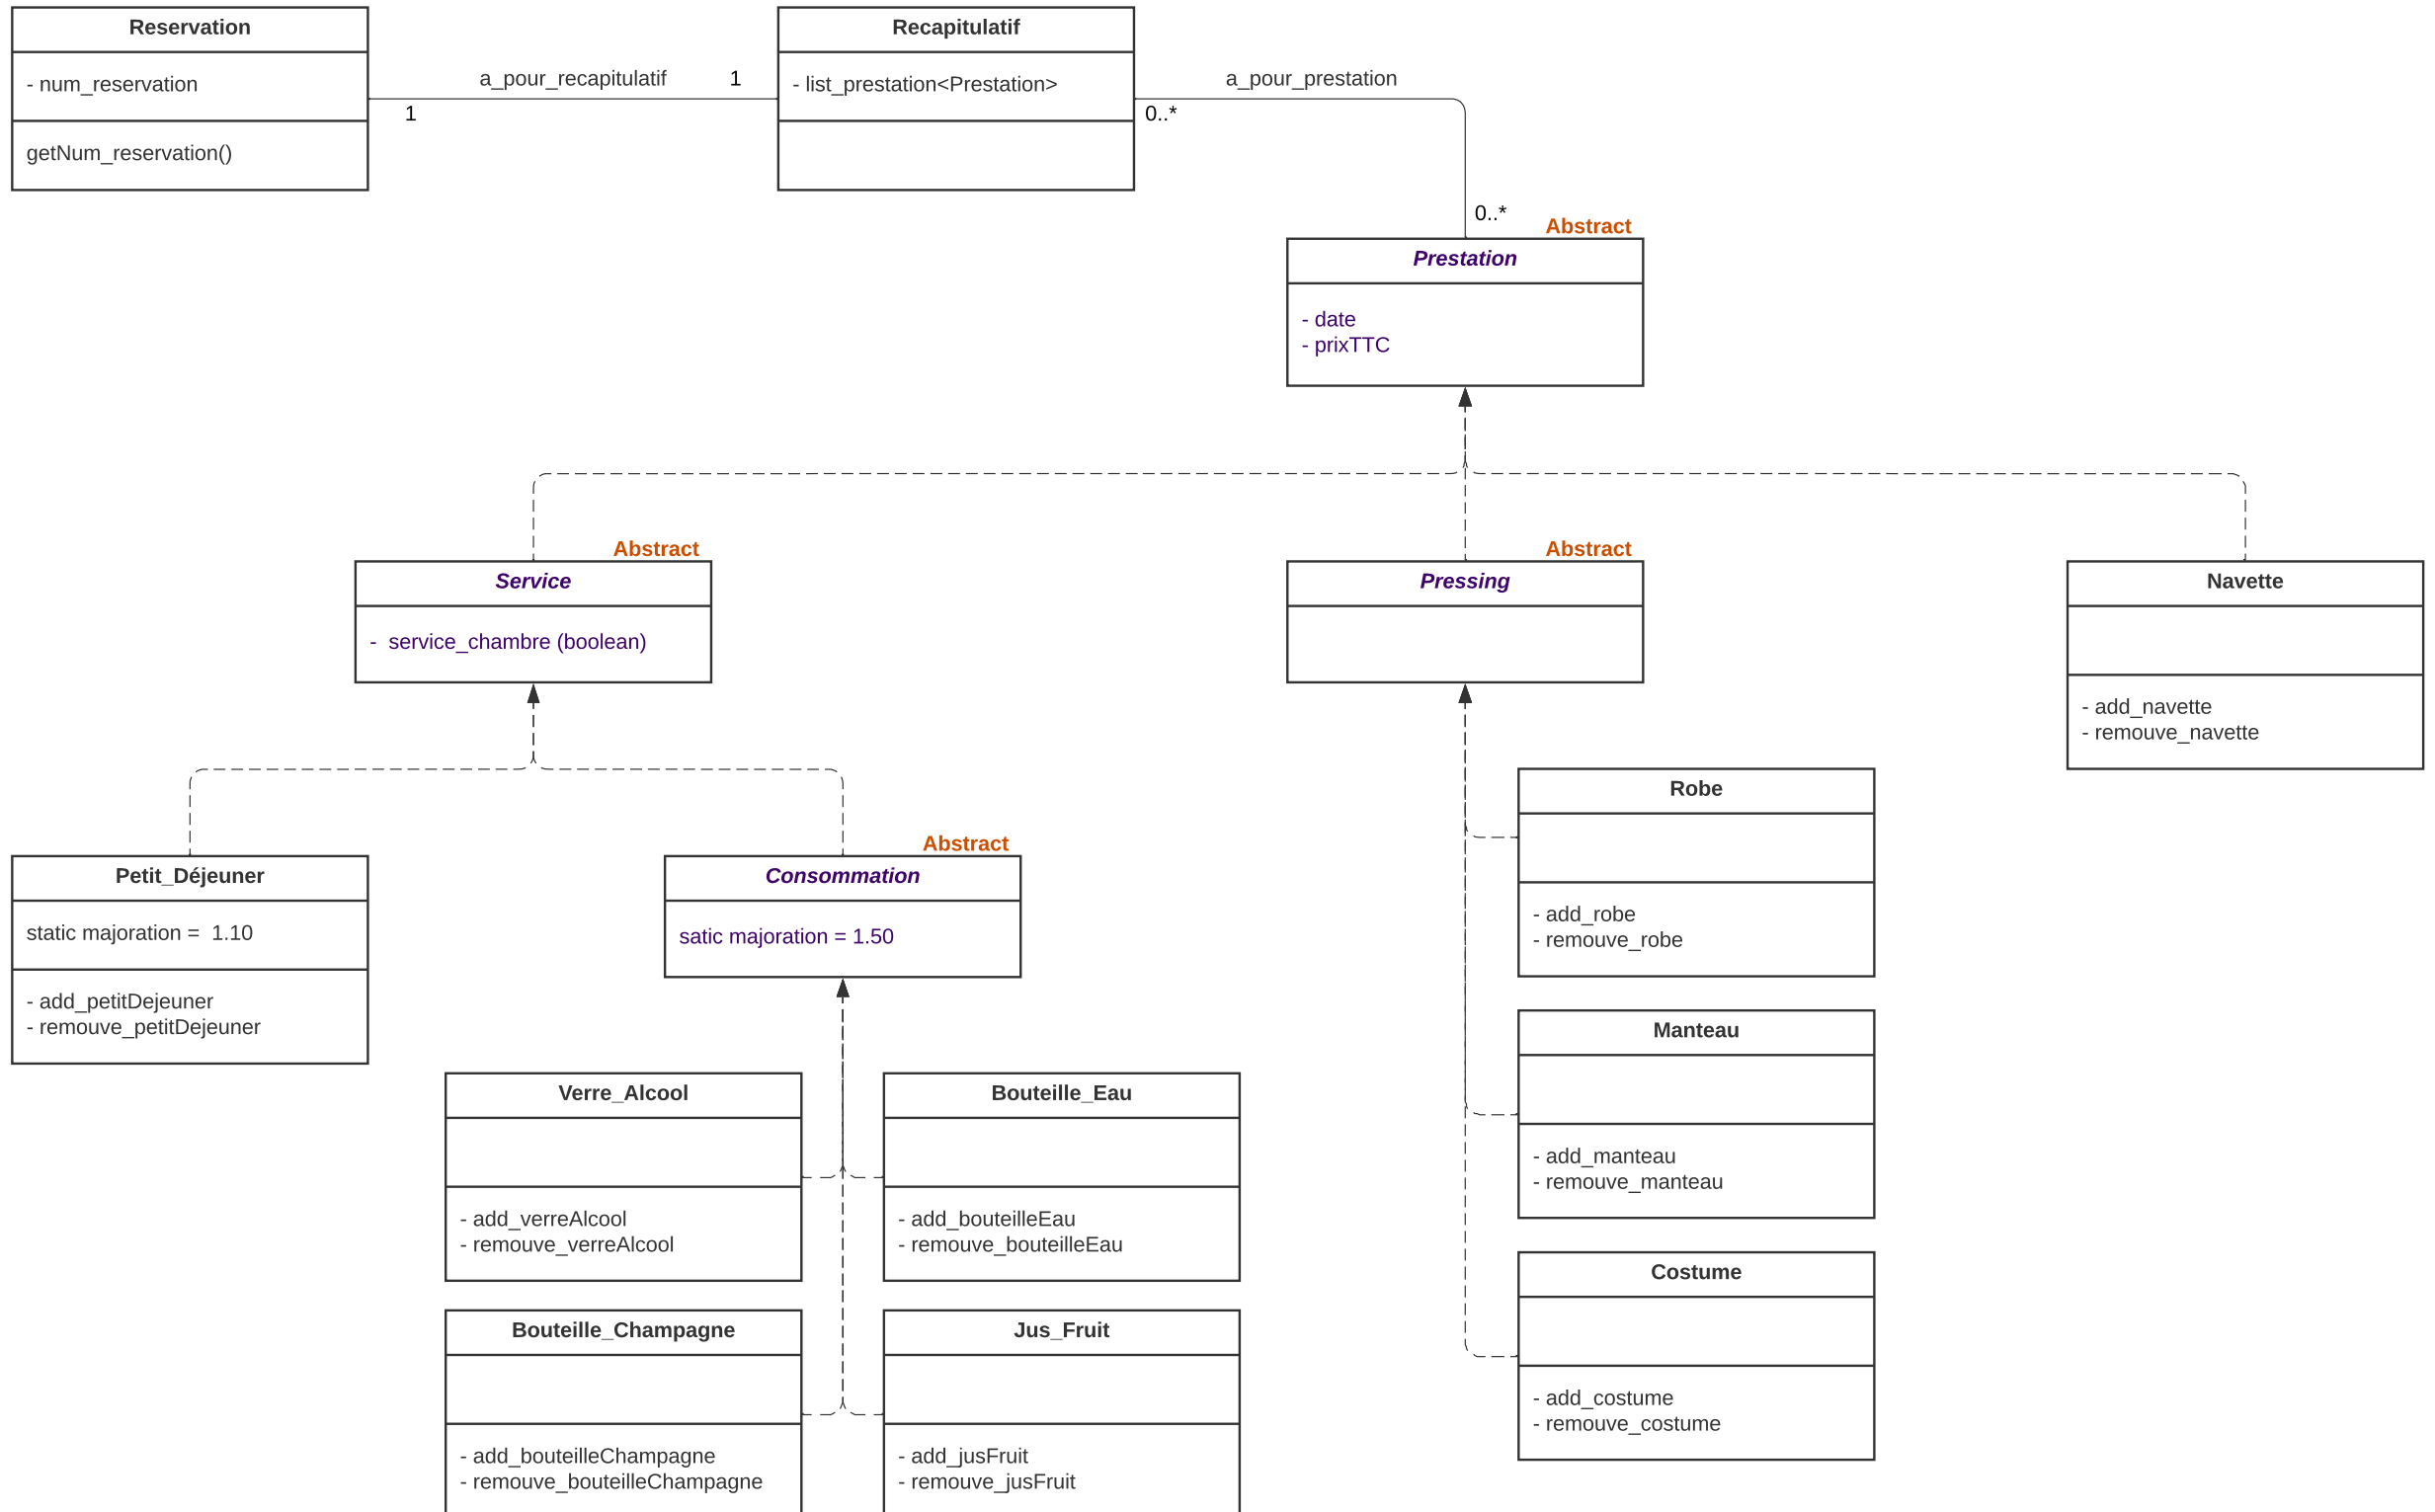 Reservation
- num_reservation
getNum_reservation()
a_pour_recapitulatif
1
1
Recapitulatif
- list_prestation<Prestation>
a_pour_prestation
0..*
0..*
Abstract
Prestation
- date
- prixTTC
Abstract
Service
-  service_chambre (boolean)
Abstract
Pressing
Navette
- add_navette
- remouve_navette
Petit_Déjeuner
static majoration =  1.10
- add_petitDejeuner
- remouve_petitDejeuner
Abstract
Consommation
satic majoration = 1.50
Robe
- add_robe
- remouve_robe
Manteau
- add_manteau
- remouve_manteau
Costume
- add_costume
- remouve_costume
Verre_Alcool
- add_verreAlcool
- remouve_verreAlcool
Bouteille_Eau
- add_bouteilleEau
- remouve_bouteilleEau
Bouteille_Champagne
- add_bouteilleChampagne
- remouve_bouteilleChampagne
Jus_Fruit
- add_jusFruit
- remouve_jusFruit